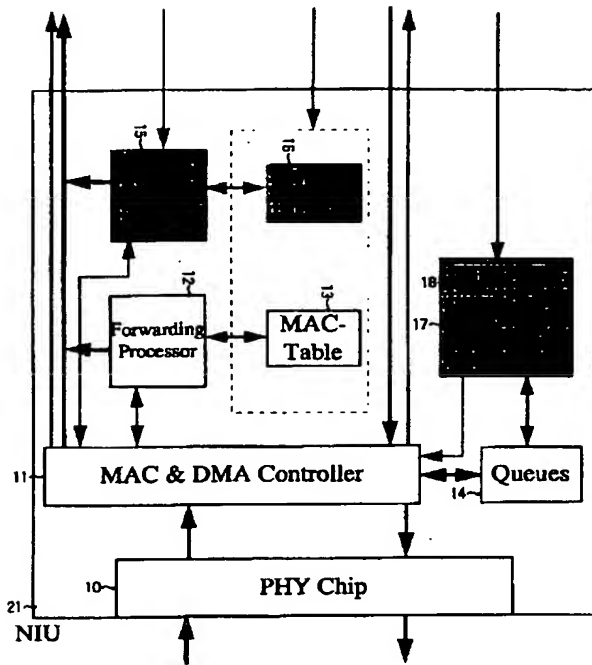 15
16
12
Forwarding
Processor
13
MAC-
Table
18
17
11
MAC & DMA Controller
14
Queues
10
PHY Chip
21
NIU